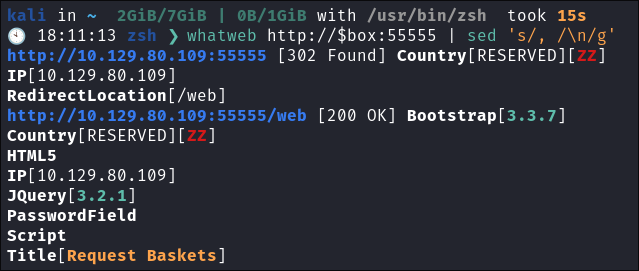 kali in ~  2GiB/7GiB | 0B/1GiB with /usr/bin/zsh  took 15s
18:11:13 zsh ❯ whatweb http://$box:55555 | sed 's/, /\n/g'
http://10.129.80.109:55555 [302 Found] Country[RESERVED][ZZ]
IP[10.129.80.109]
RedirectLocation[/web]
http://10.129.80.109:55555/web [200 OK] Bootstrap[3.3.7]
Country[RESERVED][ZZ]
HTML5
IP[10.129.80.109]
JQuery[3.2.1]
PasswordField
Script
Title[Request Baskets]